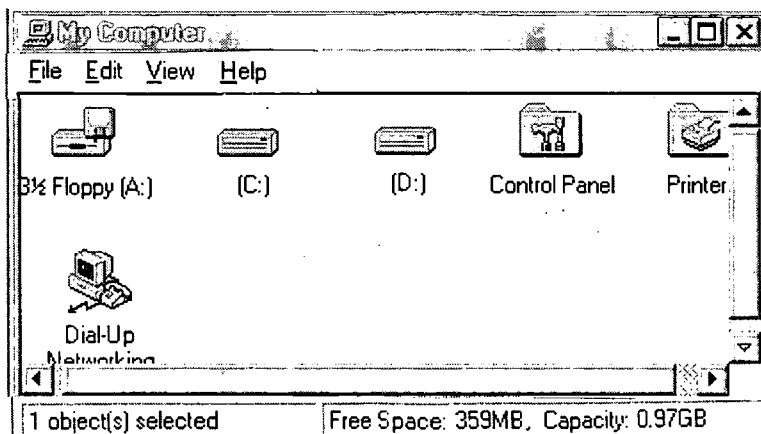 My Computer
File Edit View Help
3½ Floppy (A:) (C:) (D:) Control Panel Printer
Dial-Up
Networking
1 object(s) selected Free Space: 359MB, Capacity: 0.97GB